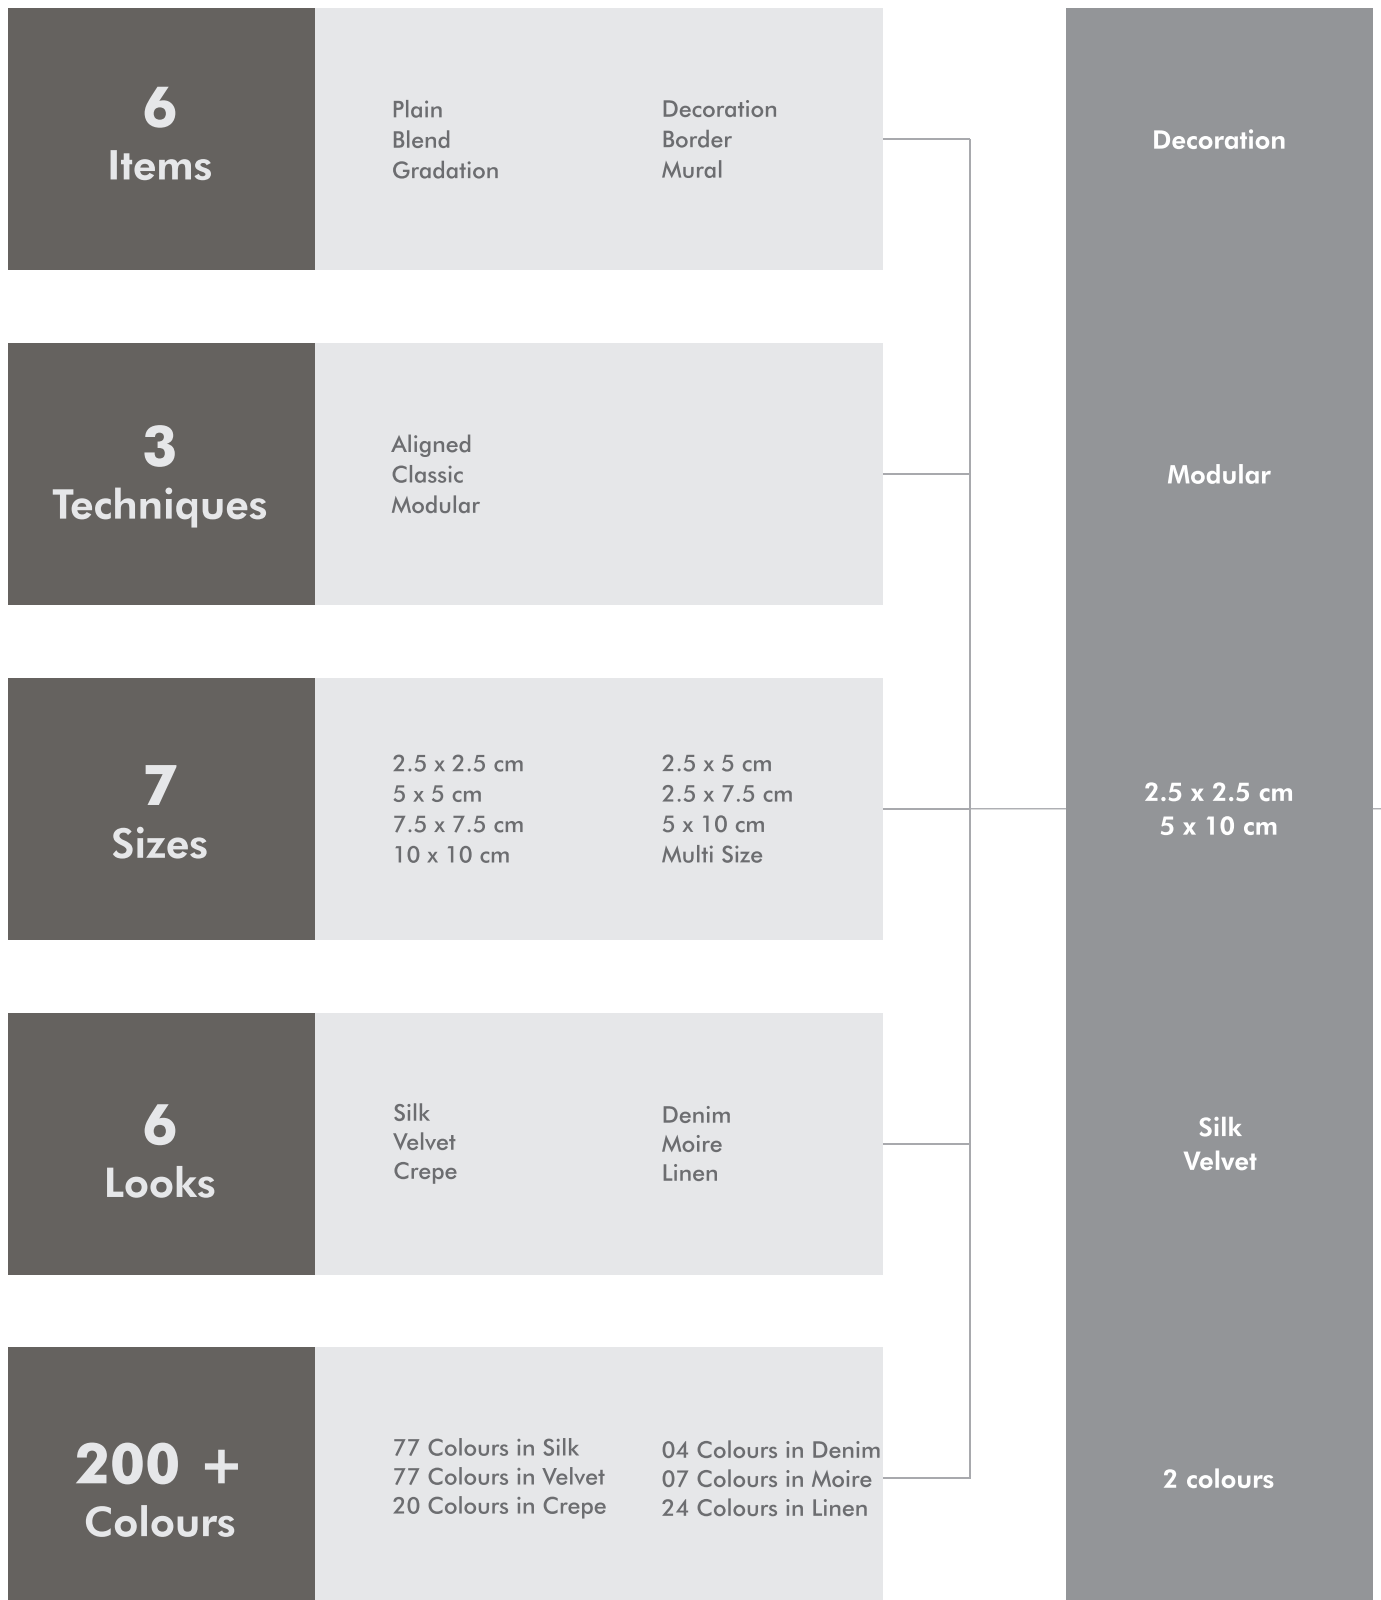 6
Items
Plain
Blend
Gradation
Decoration
Border
Mural
Decoration
3
Techniques
Aligned
Classic
Modular
Modular
7
Sizes
2.5 x 2.5 cm
5 x 5 cm
7.5 x 7.5 cm
10 x 10 cm
2.5 x 5 cm
2.5 x 7.5 cm
5 x 10 cm
Multi Size
2.5 x 2.5 cm
5 x 10 cm
6
Looks
Silk
Velvet
Crepe
Denim
Moire
Linen
Silk
Velvet
200 +
Colours
77 Colours in Silk
77 Colours in Velvet
20 Colours in Crepe
04 Colours in Denim
07 Colours in Moire
24 Colours in Linen
2 colours